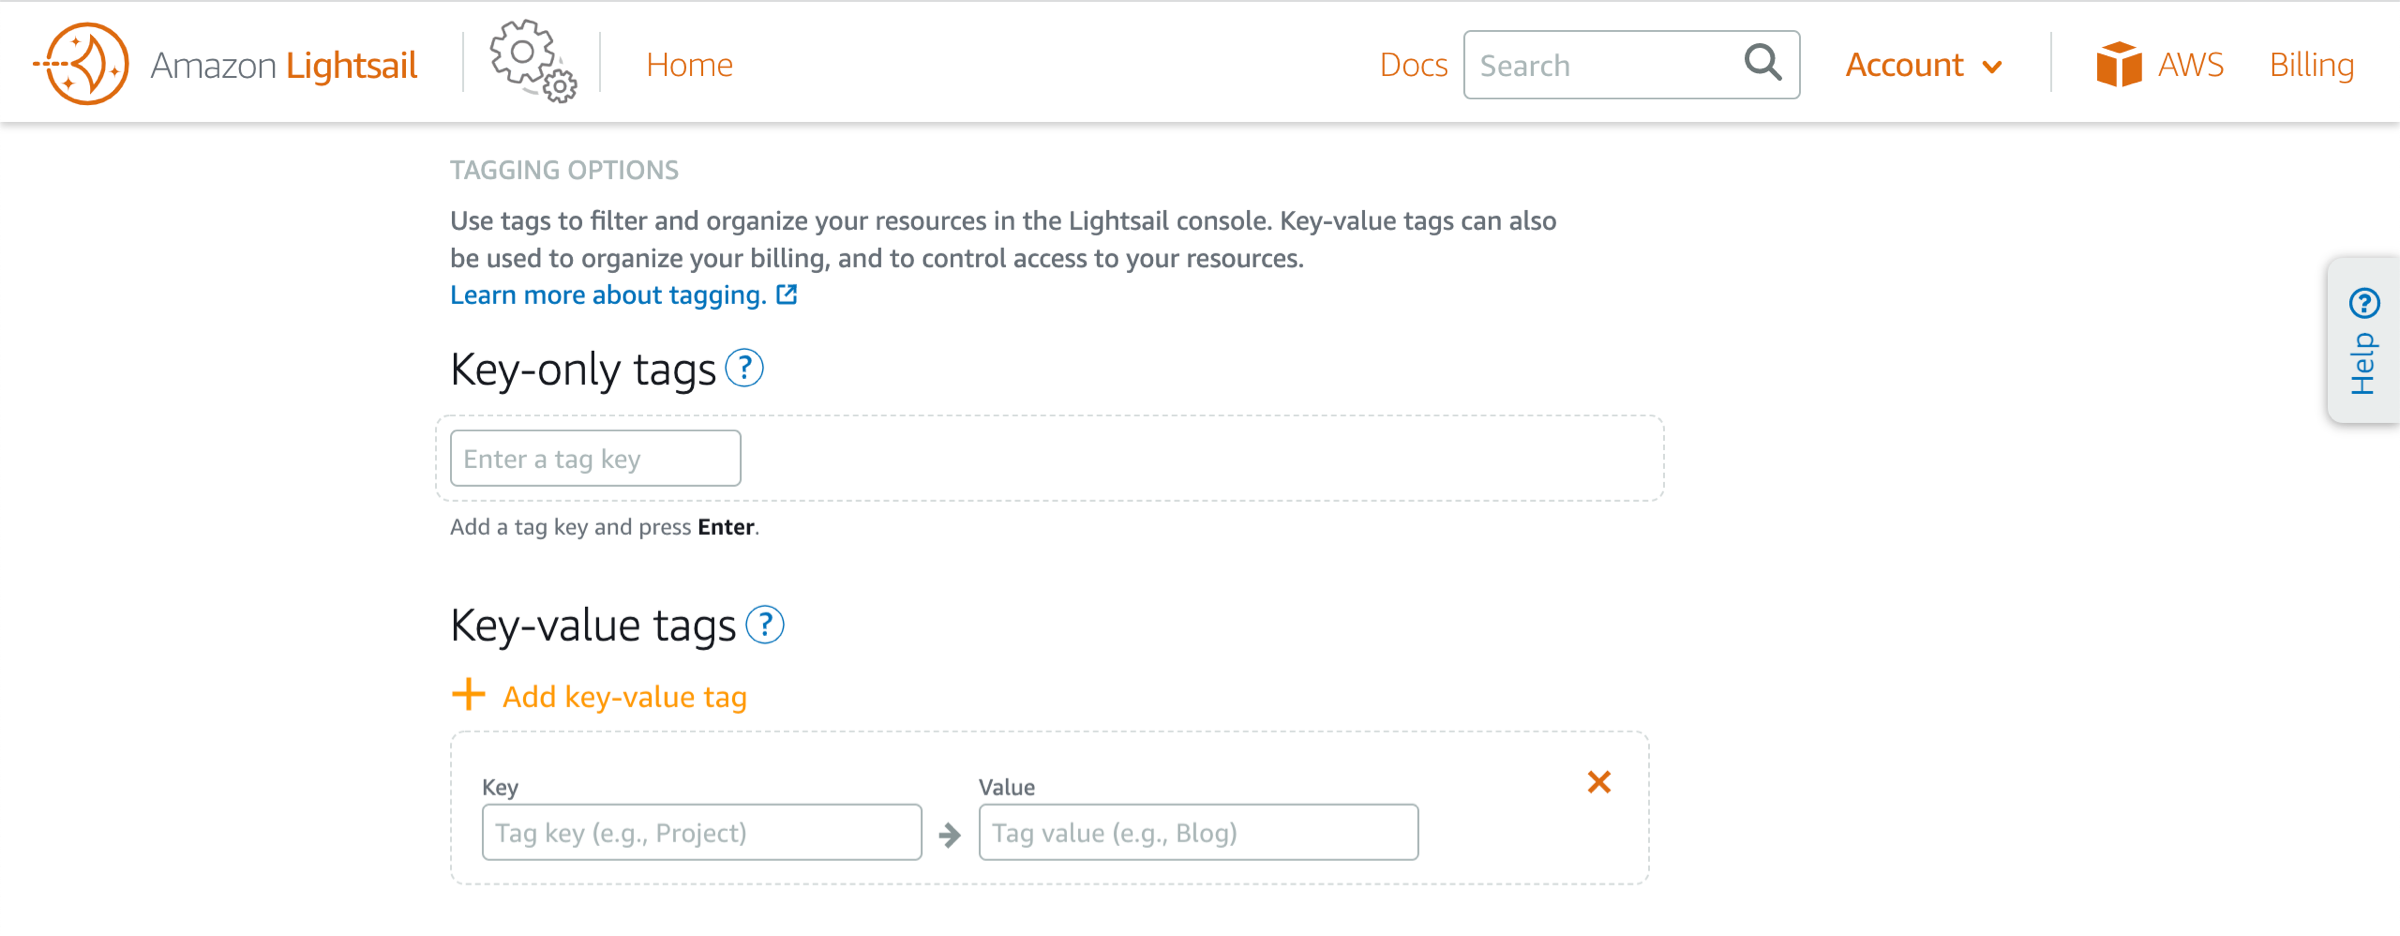 Amazon Lightsail
Home
Docs
Search
Account
AWS
Billing
TAGGING OPTIONS
Use tags to filter and organize your resources in the Lightsail console. Key-value tags can also
be used to organize your billing, and to control access to your resources.
Learn more about tagging.
Key-only tags ?
Enter a tag key
Add a tag key and press Enter.
Key-value tags ?
+ Add key-value tag
Key
Value
Tag key (e.g., Project)
Tag value (e.g., Blog)
Help ?